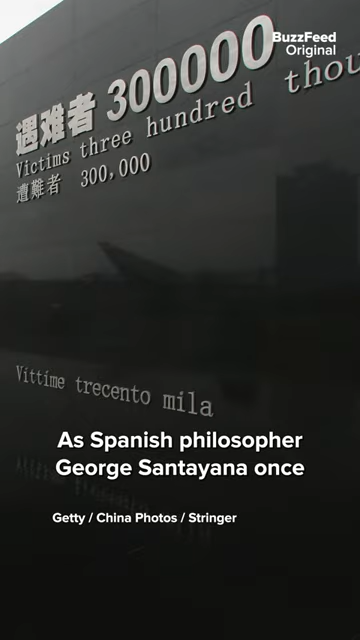 BuzzFeed
Original
遇难者 300000
Victims three hundred thou
遭難者 300,000
Vittime trecento mila
As Spanish philosopher
George Santayana once
Getty / China Photos / Stringer